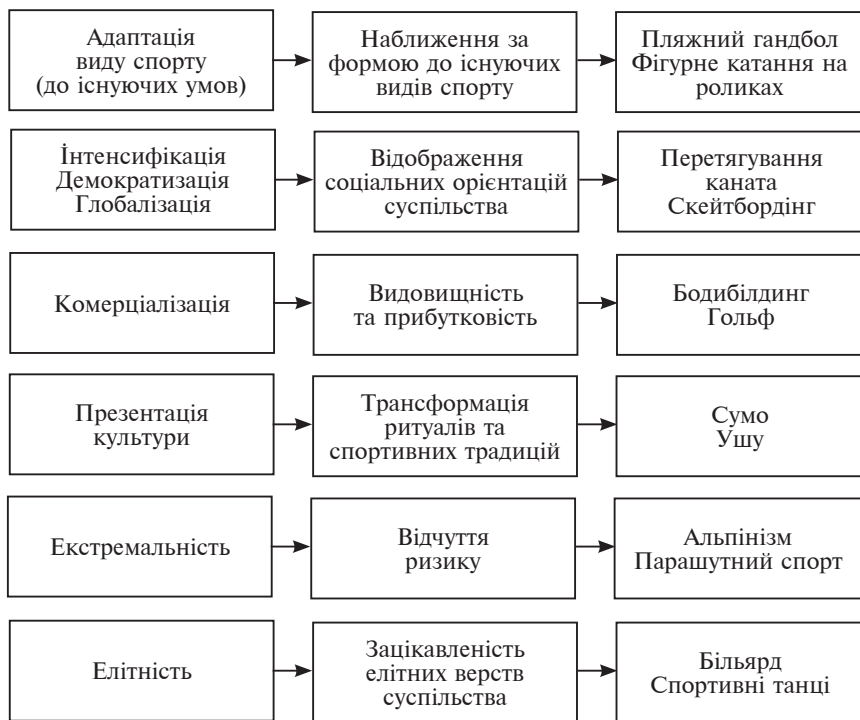 Адаптація
виду спорту
(до існуючих умов)
Наближення за
формою до існуючих
видів спорту
Пляжний гандбол
Фігурне катання на
роликах
Інтенсифікація
Демократизація
Глобалізація
Відображення
соціальних орієнтацій
суспільства
Перетягування
каната
Скейтбордінг
Комерціалізація
Видовищність
та прибутковість
Бодибілдинг
Гольф
Презентація
культури
Трансформація
ритуалів та
спортивних традицій
Сумо
Ушу
Екстремальність
Відчуття
ризику
Альпінізм
Парашутний спорт
Елітність
Зацікавленість
елітних верств
суспільства
Більярд
Спортивні танці